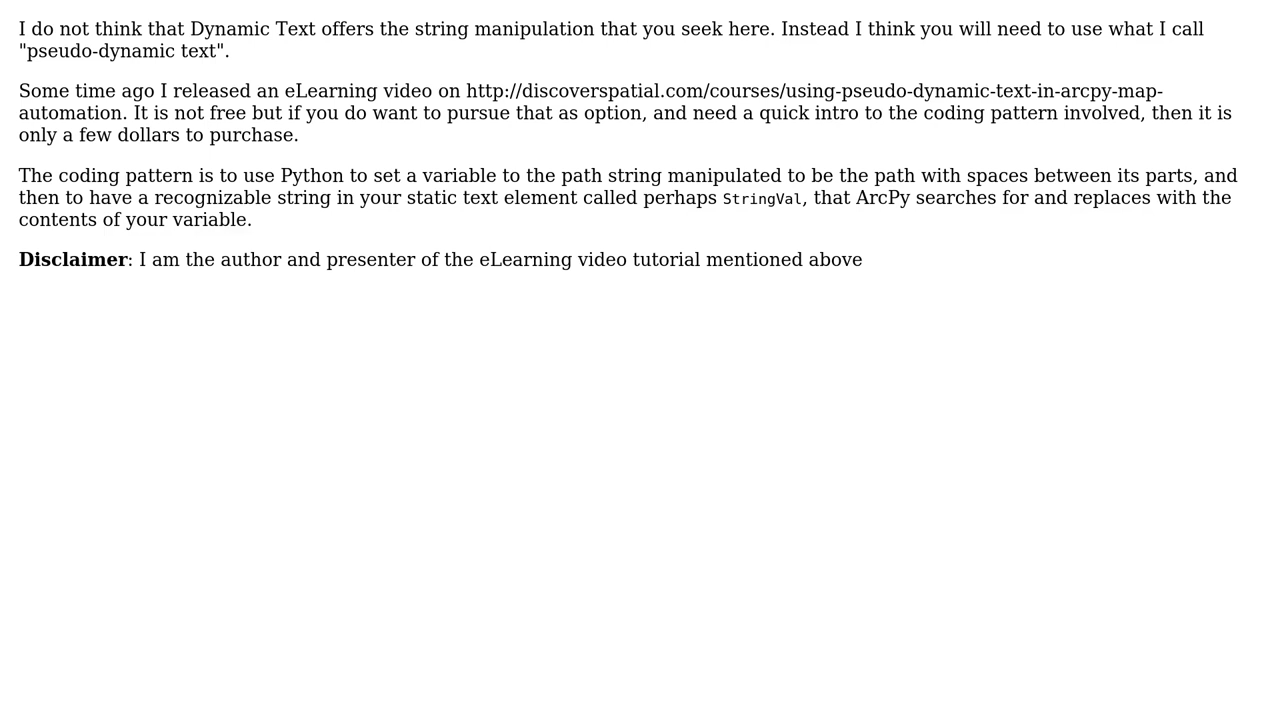 I do not think that Dynamic Text offers the string manipulation that you seek here. Instead I think you will need to use what I call
"pseudo-dynamic text".
Some time ago I released an eLearning video on http://discoverspatial.com/courses/using-pseudo-dynamic-text-in-arcpy-map-
automation. It is not free but if you do want to pursue that as option, and need a quick intro to the coding pattern involved, then it is
only a few dollars to purchase.
The coding pattern is to use Python to set a variable to the path string manipulated to be the path with spaces between its parts, and
then to have a recognizable string in your static text element called perhaps StringVal, that ArcPy searches for and replaces with the
contents of your variable.
Disclaimer: I am the author and presenter of the eLearning video tutorial mentioned above